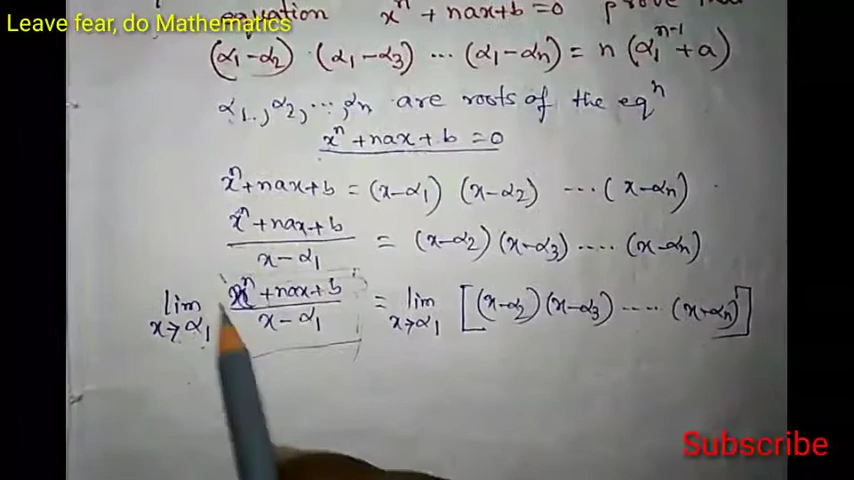 Leave fear, do Mathematics
equation xⁿ + nax + b = 0 prove
(α₁-α₂) · (α₁-α₃) ... (α₁-αₙ) = n (α₁ⁿ⁻¹ + a)
α₁, α₂, ..., αₙ are roots of the eqⁿ
xⁿ + nax + b = 0
xⁿ + nax + b = (x-α₁) (x-α₂) ... (x-αₙ) .
(xⁿ + nax + b)/(x-α₁) = (x-α₂) (x-α₃) .... (x-αₙ)
lim x→α₁ (xⁿ + nax + b)/(x-α₁) = lim x→α₁ [(x-α₂) (x-α₃) ..... (x-αₙ)]
Subscribe